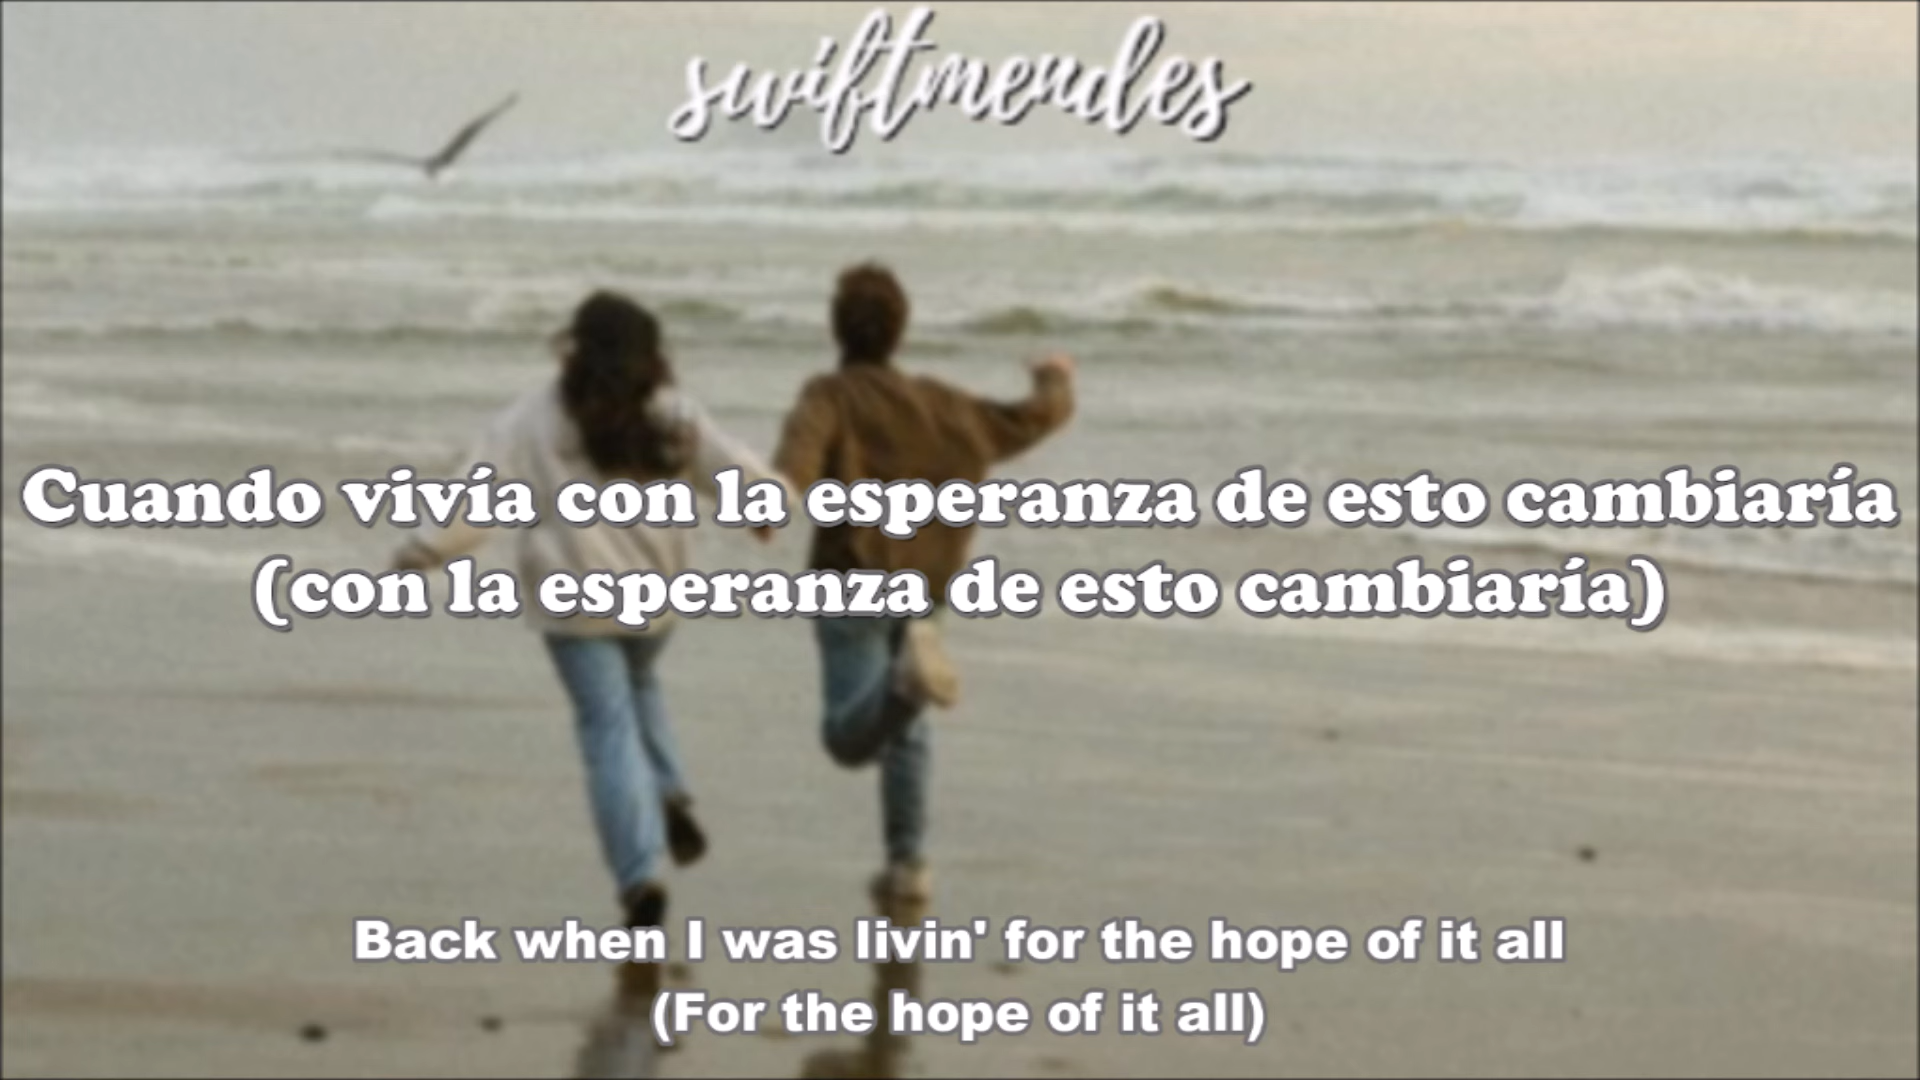 swiftmendes
Cuando vivía con la esperanza de esto cambiaría
(con la esperanza de esto cambiaría)
Back when I was livin' for the hope of it all
(For the hope of it all)